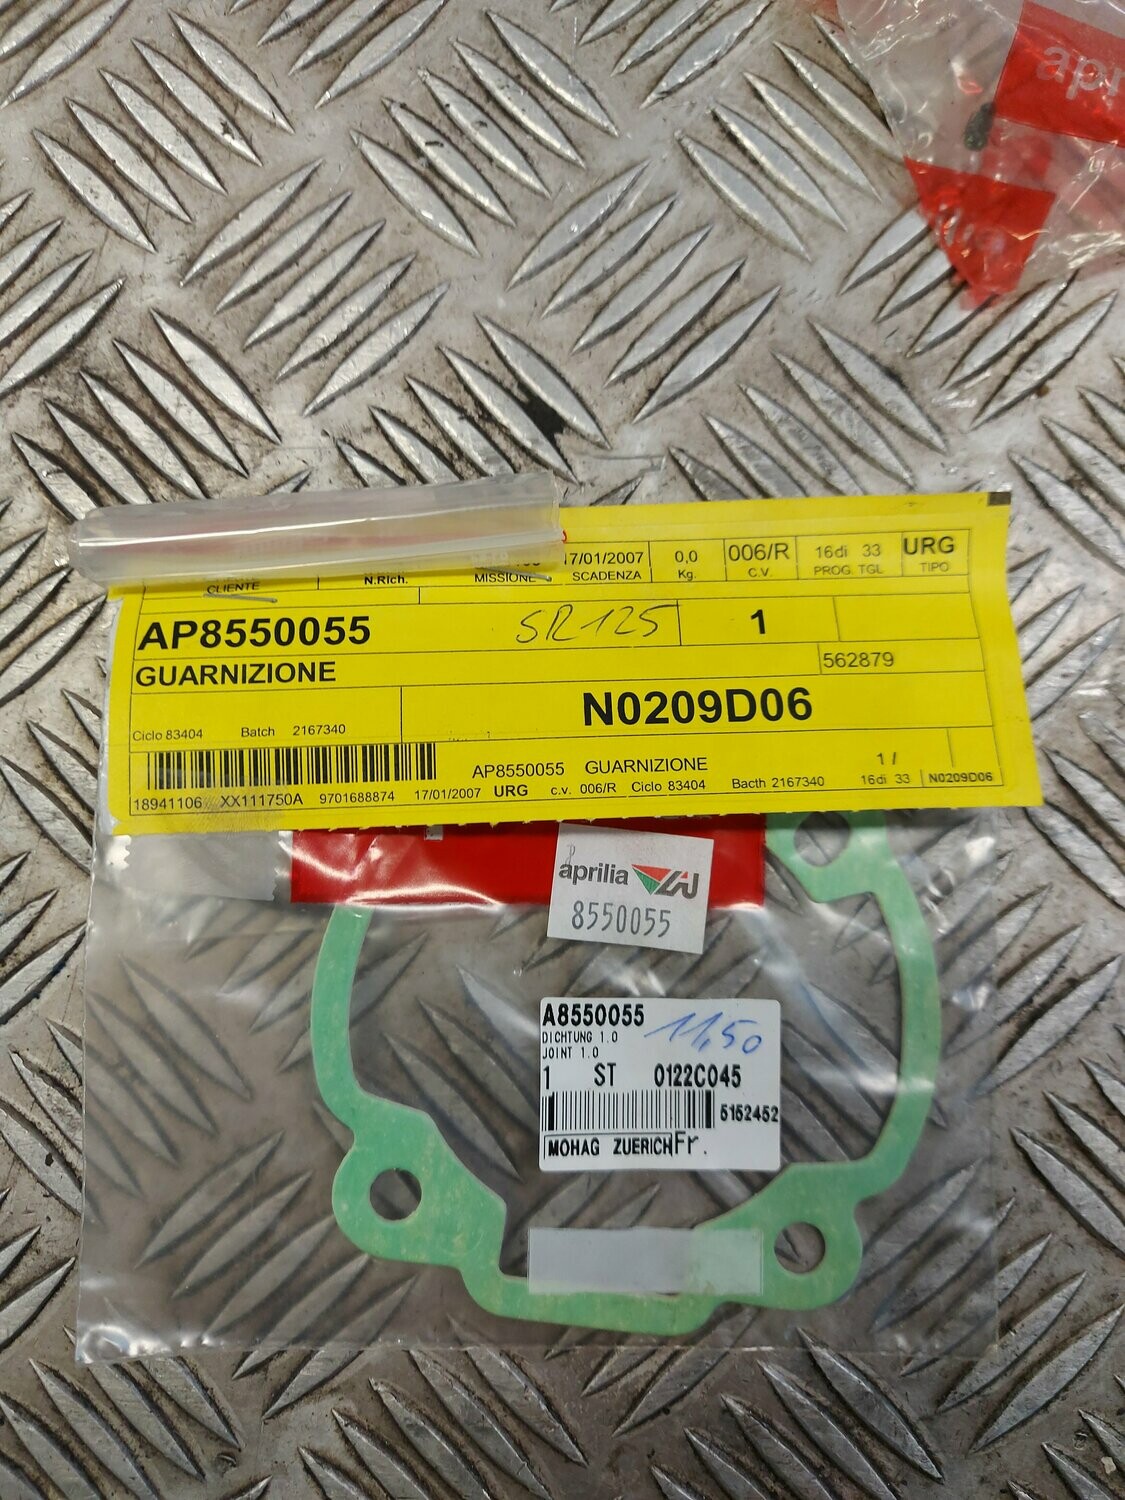 apr
17/01/2007 0,0 006/R 16di 33 URG
CLIENTE N.Rich. MISSIONE SCADENZA Kg. C.V. PROG. TGL TIPO
AP8550055 SR 125 1
GUARNIZIONE 562879
N0209D06
Ciclo 83404 Batch 2167340
AP8550055 GUARNIZIONE 1 /
18941106 XX111750A 9701688874 17/01/2007 URG c.v. 006/R Ciclo 83404 Bacth 2167340 16di 33 N0209D06
aprilia
8550055
A8550055 11,50
DICHTUNG 1.0
JOINT 1.0
1 ST 0122C045
5152452
MOHAG ZUERICH Fr.